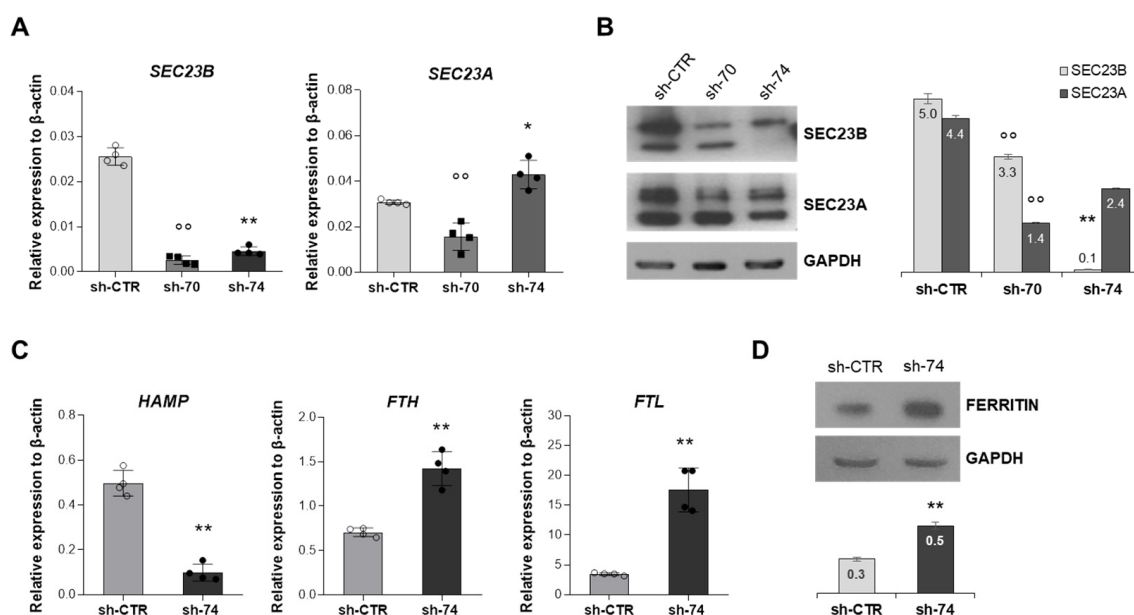 A
SEC23B
Relative expression to β-actin
0.04
0.03
0.02
0.01
0.00
°°
**
sh-CTR
sh-70
sh-74
SEC23A
Relative expression to β-actin
0.08
0.06
0.04
0.02
0.00
°°
*
sh-CTR
sh-70
sh-74
B
sh-CTR
sh-70
sh-74
SEC23B
SEC23A
GAPDH
SEC23B
SEC23A
5.0
4.4
°°
3.3
°°
1.4
**
0.1
2.4
sh-CTR
sh-70
sh-74
C
HAMP
Relative expression to β-actin
0.8
0.6
0.4
0.2
0.0
**
sh-CTR
sh-74
FTH
Relative expression to β-actin
2.0
1.5
1.0
0.5
0.0
**
sh-CTR
sh-74
FTL
Relative expression to β-actin
30
25
20
15
10
5
0
**
sh-CTR
sh-74
D
sh-CTR
sh-74
FERRITIN
GAPDH
**
0.3
0.5
sh-CTR
sh-74